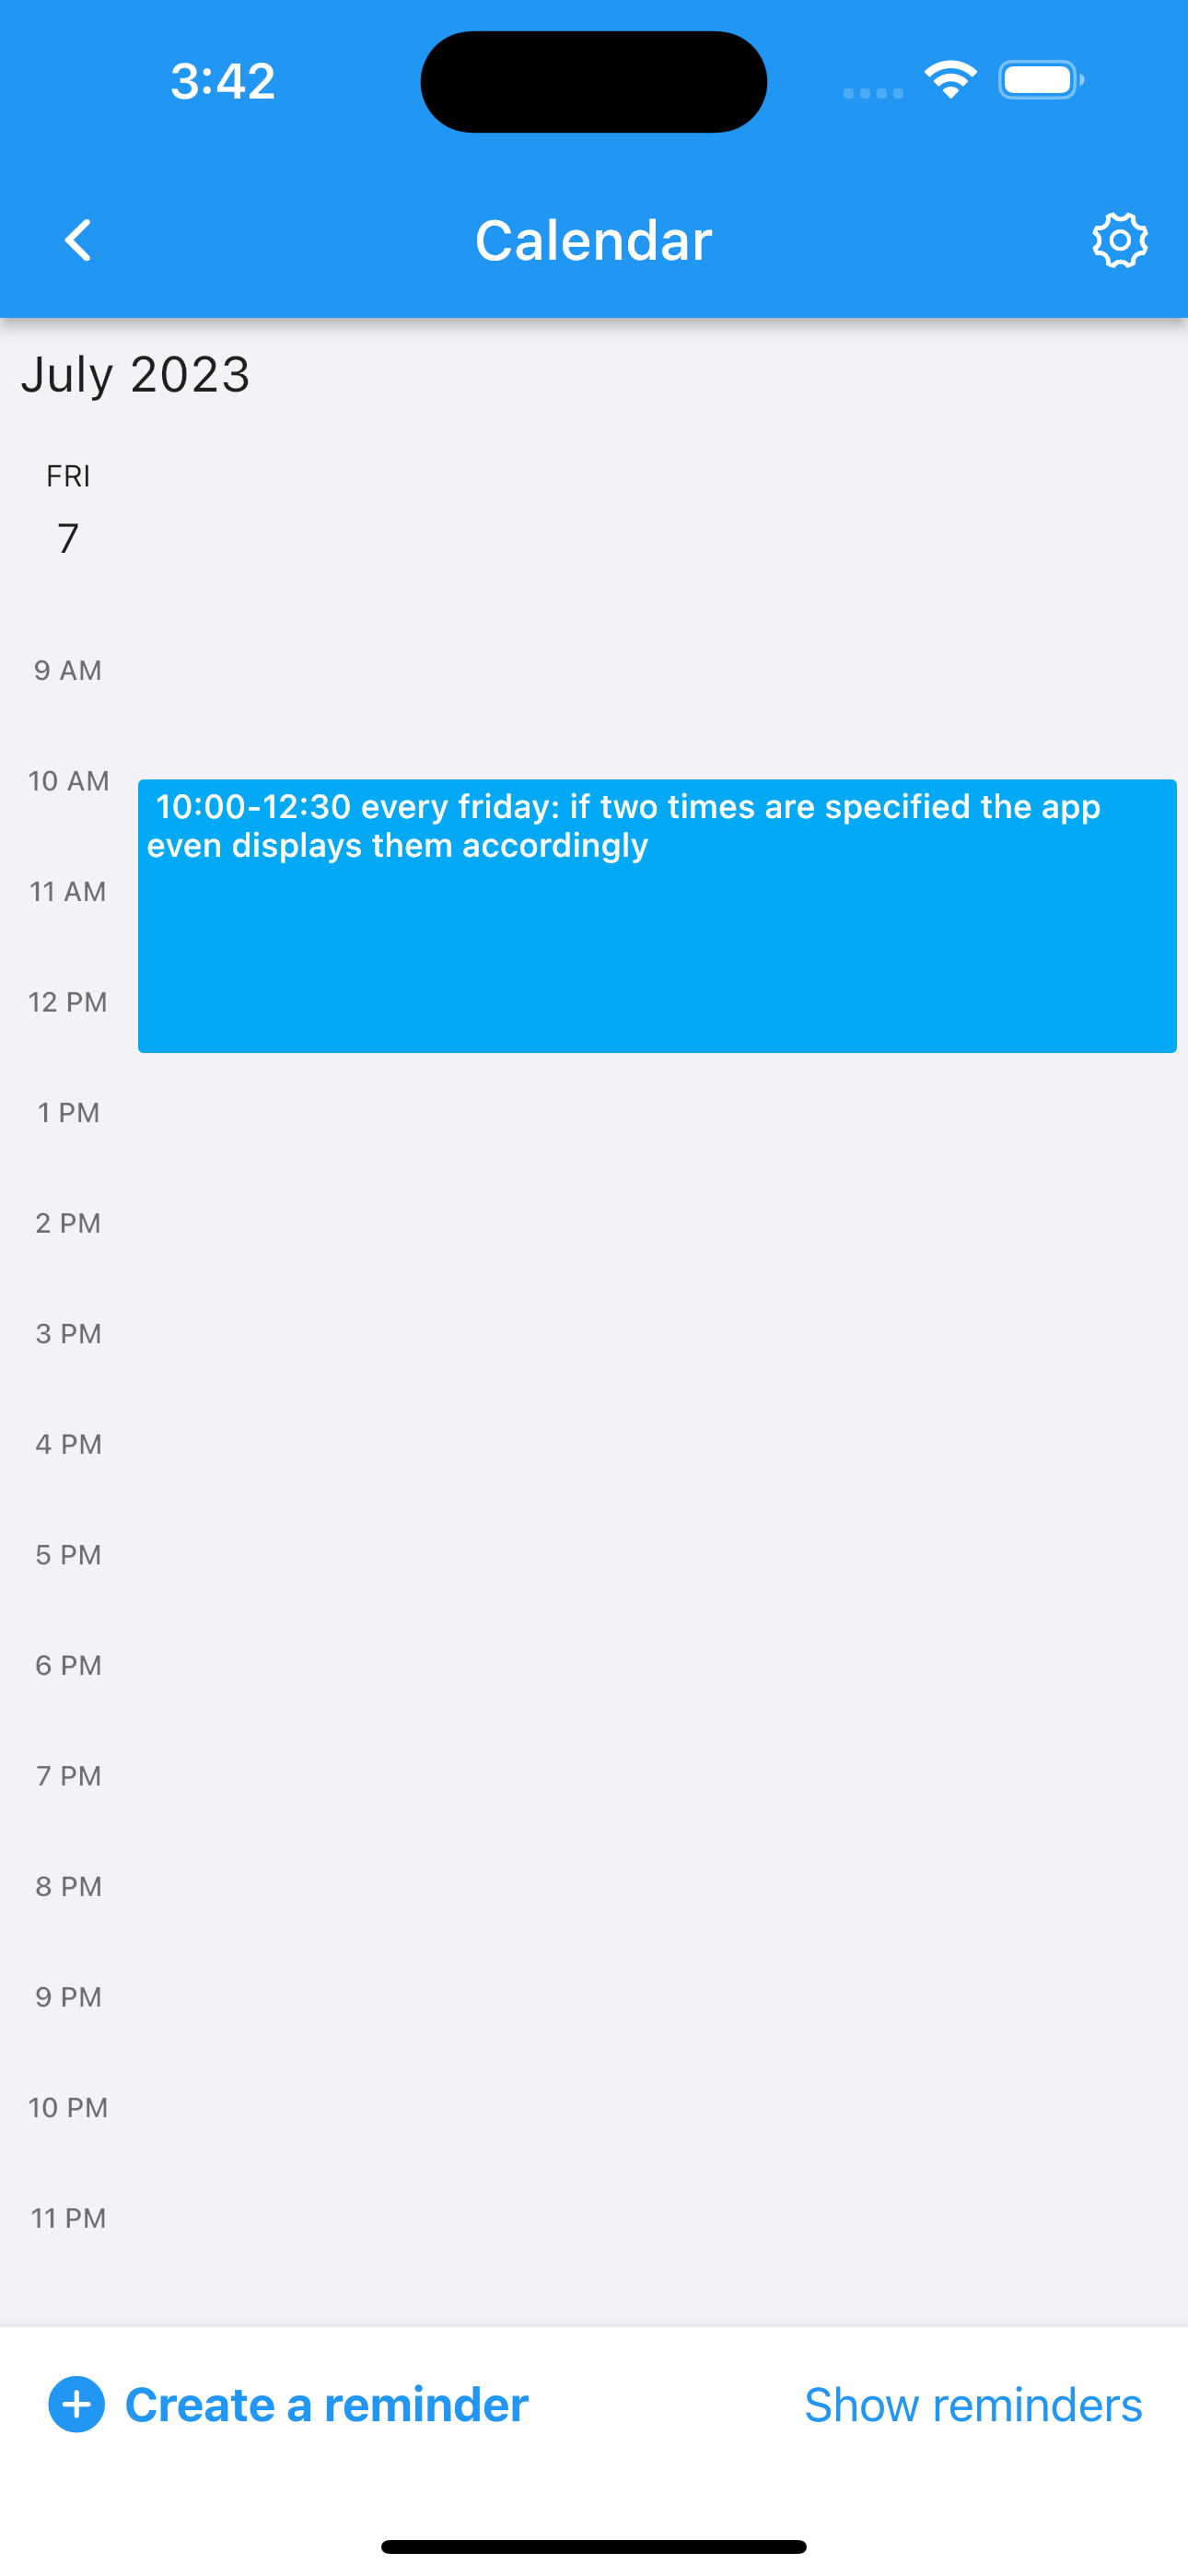 3:42
Calendar
July 2023
FRI
7
9 AM
10 AM
10:00-12:30 every friday: if two times are specified the app
even displays them accordingly
11 AM
12 PM
1 PM
2 PM
3 PM
4 PM
5 PM
6 PM
7 PM
8 PM
9 PM
10 PM
11 PM
Create a reminder
Show reminders